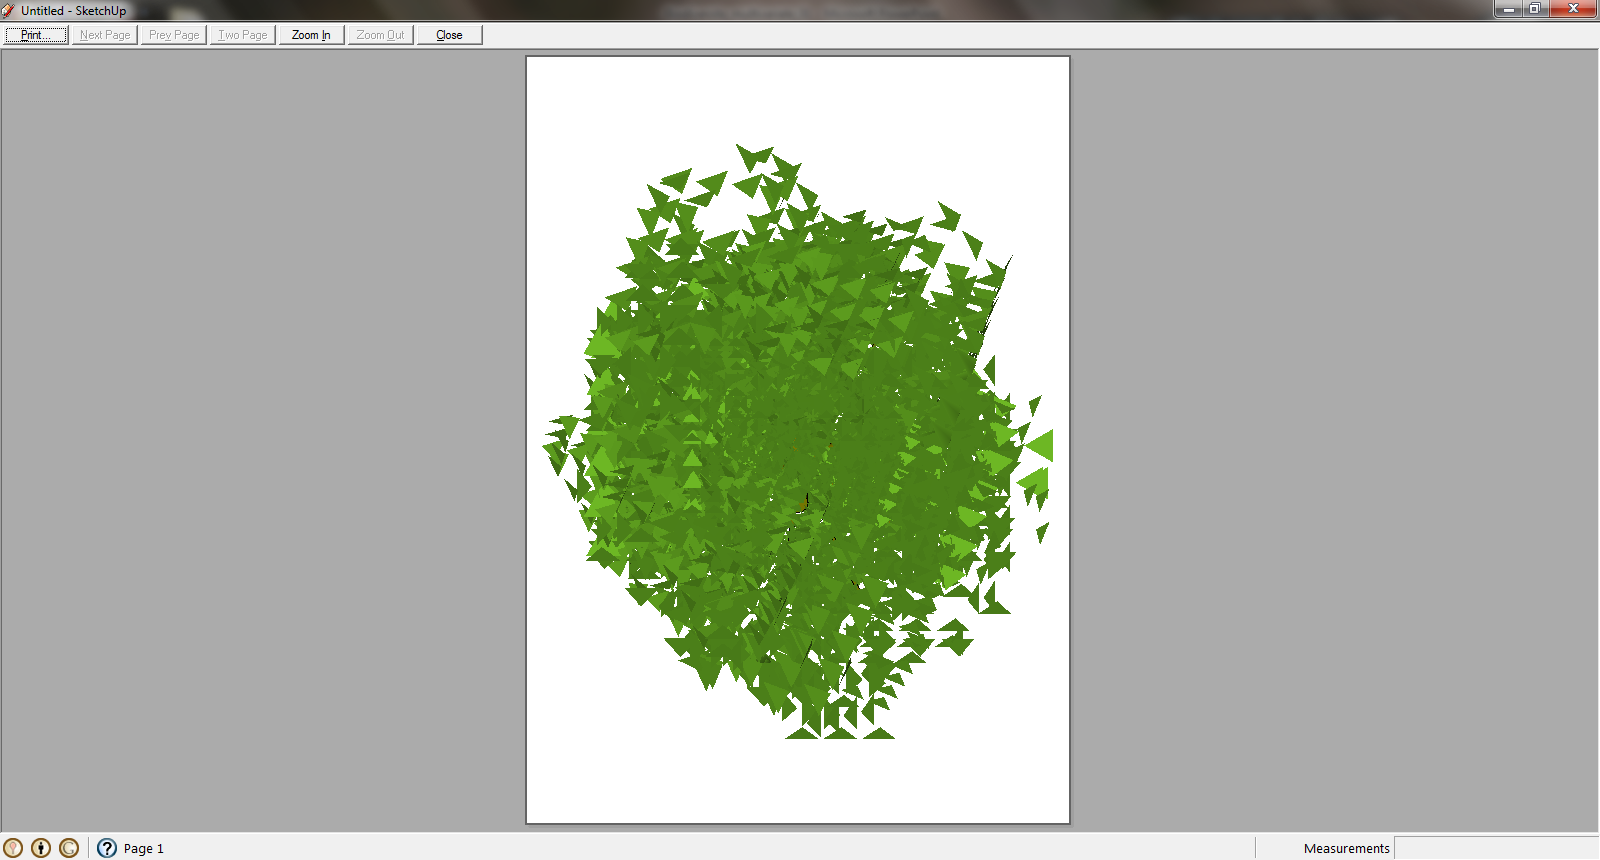 Untitled - SketchUp
Print... Next Page Prev Page Two Page Zoom In Zoom Out Close
Page 1 Measurements